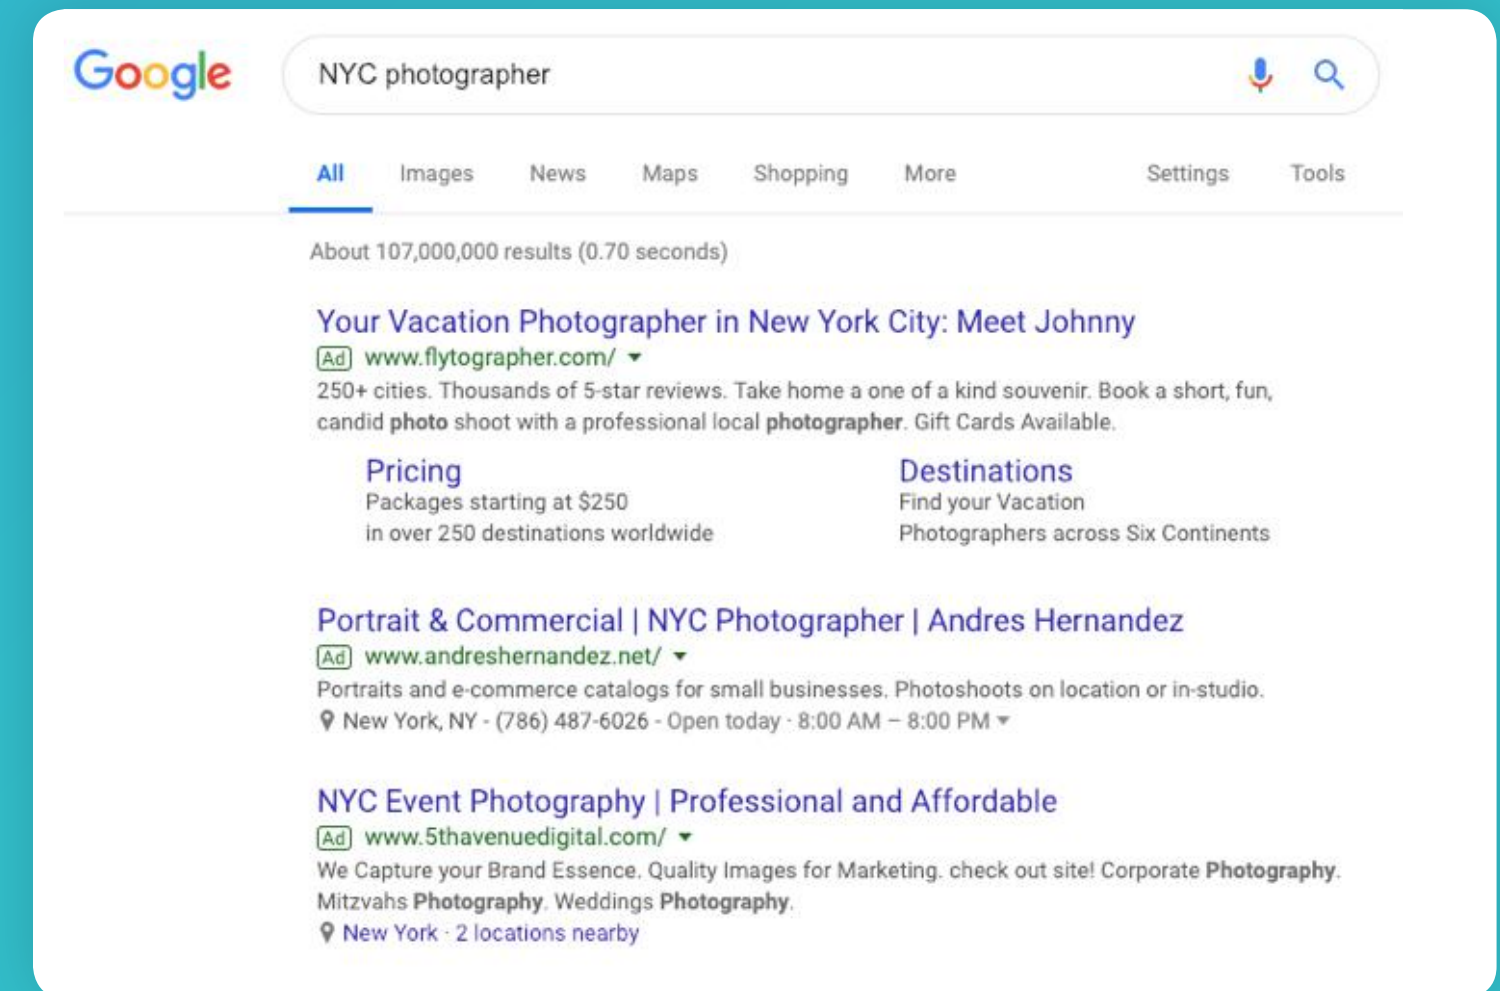 Google
NYC photographer
All Images News Maps Shopping More Settings Tools
About 107,000,000 results (0.70 seconds)
Your Vacation Photographer in New York City: Meet Johnny
Ad www.flytographer.com/
250+ cities. Thousands of 5-star reviews. Take home a one of a kind souvenir. Book a short, fun,
candid photo shoot with a professional local photographer. Gift Cards Available.
Pricing
Packages starting at $250
in over 250 destinations worldwide
Destinations
Find your Vacation
Photographers across Six Continents
Portrait & Commercial | NYC Photographer | Andres Hernandez
Ad www.andreshernandez.net/
Portraits and e-commerce catalogs for small businesses. Photoshoots on location or in-studio.
New York, NY - (786) 487-6026 - Open today · 8:00 AM – 8:00 PM
NYC Event Photography | Professional and Affordable
Ad www.5thavenuedigital.com/
We Capture your Brand Essence. Quality Images for Marketing. check out site! Corporate Photography.
Mitzvahs Photography. Weddings Photography.
New York · 2 locations nearby